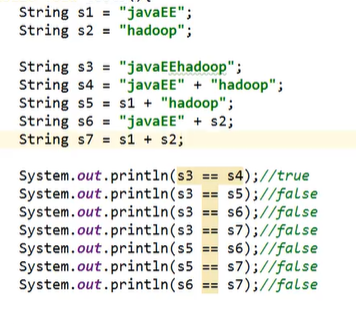 String s1 = "javaEE";
String s2 = "hadoop";
String s3 = "javaEEhadoop";
String s4 = "javaEE" + "hadoop";
String s5 = s1 + "hadoop";
String s6 = "javaEE" + s2;
String s7 = s1 + s2;
System.out.println(s3 == s4);//true
System.out.println(s3 == s5);//false
System.out.println(s3 == s6);//false
System.out.println(s3 == s7);//false
System.out.println(s5 == s6);//false
System.out.println(s5 == s7);//false
System.out.println(s6 == s7);//false